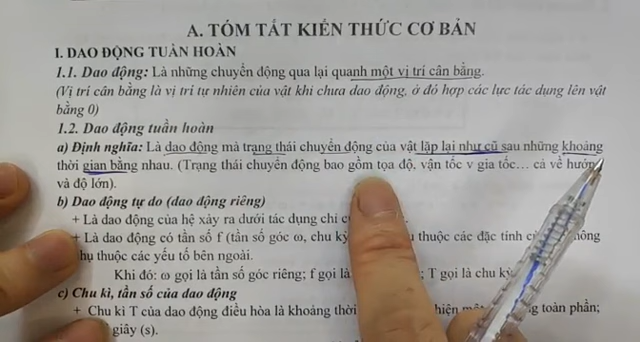 A. TÓM TẮT KIẾN THỨC CƠ BẢN
I. DAO ĐỘNG TUẦN HOÀN
1.1. Dao động: Là những chuyển động qua lại quanh một vị trí cân bằng.
(Vị trí cân bằng là vị trí tự nhiên của vật khi chưa dao động, ở đó hợp các lực tác dụng lên vật
bằng 0)
1.2. Dao động tuần hoàn
a) Định nghĩa: Là dao động mà trạng thái chuyển động của vật lặp lại như cũ sau những khoảng
thời gian bằng nhau. (Trạng thái chuyển động bao gồm tọa độ, vận tốc v gia tốc… cả về hướng
và độ lớn).
b) Dao động tự do (dao động riêng)
+ Là dao động của hệ xảy ra dưới tác dụng chỉ
+ Là dao động có tần số f (tần số góc ω, chu kỳ thuộc các đặc tính
thuộc các yếu tố bên ngoài.
Khi đó: ω gọi là tần số góc riêng; f gọi là ; T gọi là chu kỳ
c) Chu kì, tần số của dao động
+ Chu kì T của dao động điều hòa là khoảng thời toàn phần;
giây (s).